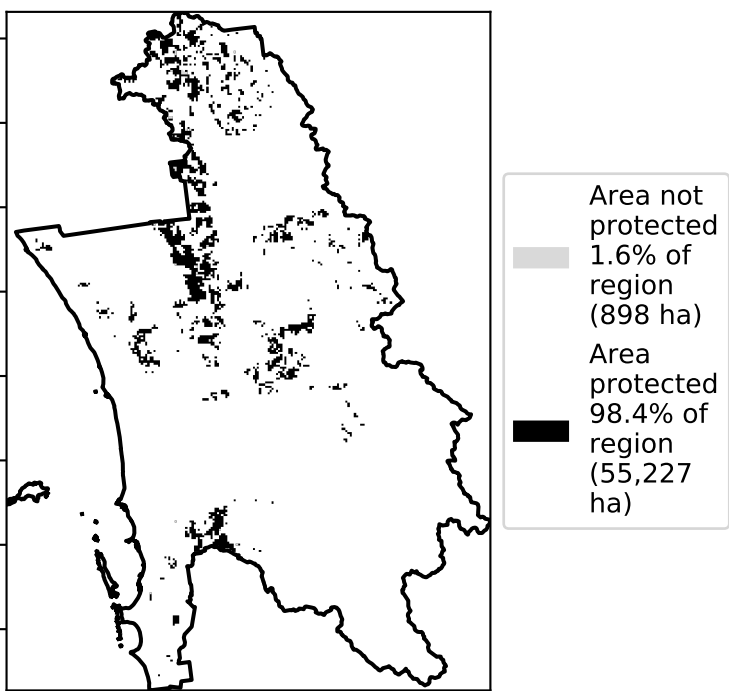 Area not
protected
1.6% of
region
(898 ha)
Area
protected
98.4% of
region
(55,227
ha)